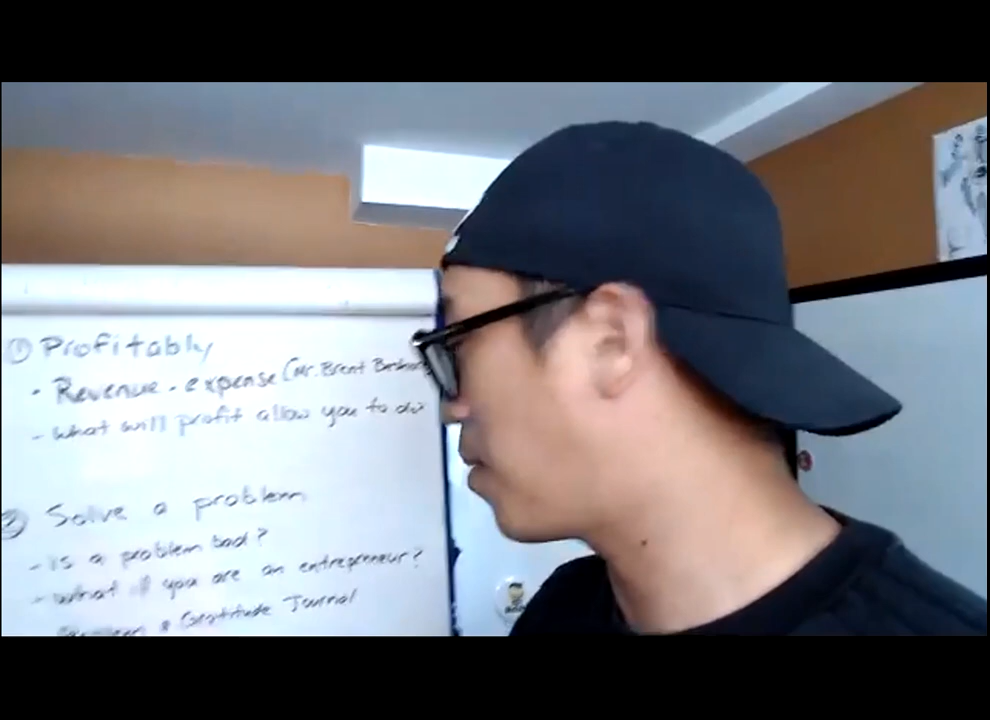 ① Profitably
• Revenue - expense (Mr. Brent
- what will profit allow you to do
② Solve a problem
- is a problem bad?
- what if you are an entrepreneur?
Gratitude Journal